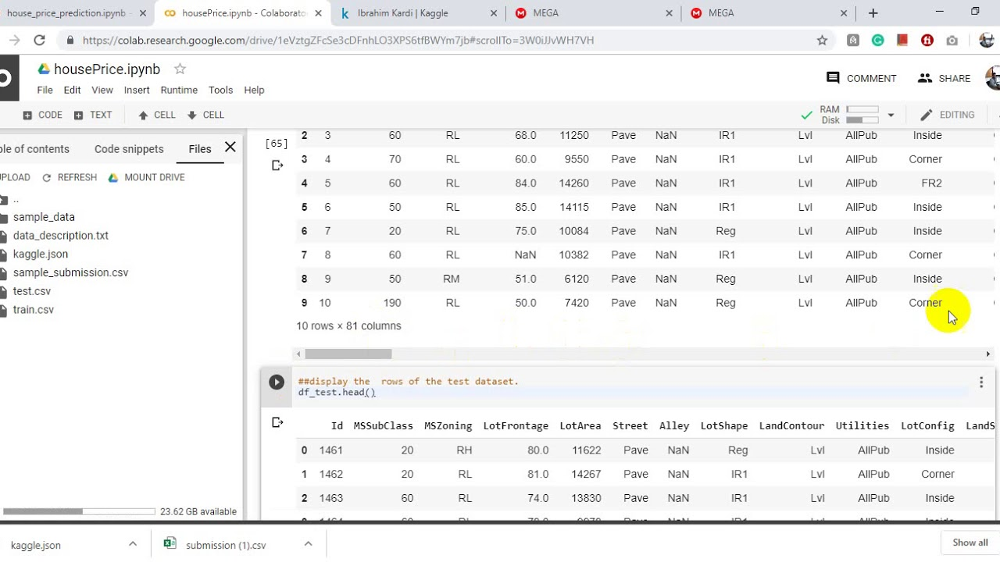 house_price_prediction.ipynb - housePrice.ipynb - Colaborato Ibrahim Kardi | Kaggle MEGA MEGA
https://colab.research.google.com/drive/1eVztgZFcSe3cDFnhLO3XPS6tfBWYm7jb#scrollTo=3W0iJJvWH7VH
housePrice.ipynb
COMMENT SHARE
File Edit View Insert Runtime Tools Help
CODE TEXT CELL CELL
RAM
Disk
EDITING
le of contents Code snippets Files
UPLOAD REFRESH MOUNT DRIVE
..
sample_data
data_description.txt
kaggle.json
sample_submission.csv
test.csv
train.csv
23.62 GB available
[65]
2 3 60 RL 68.0 11250 Pave NaN IR1 Lvl AllPub Inside
3 4 70 RL 60.0 9550 Pave NaN IR1 Lvl AllPub Corner
4 5 60 RL 84.0 14260 Pave NaN IR1 Lvl AllPub FR2
5 6 50 RL 85.0 14115 Pave NaN IR1 Lvl AllPub Inside
6 7 20 RL 75.0 10084 Pave NaN Reg Lvl AllPub Inside
7 8 60 RL NaN 10382 Pave NaN IR1 Lvl AllPub Corner
8 9 50 RM 51.0 6120 Pave NaN Reg Lvl AllPub Inside
9 10 190 RL 50.0 7420 Pave NaN Reg Lvl AllPub Corner
10 rows × 81 columns
##display the  rows of the test dataset.
df_test.head()
Id MSSubClass MSZoning LotFrontage LotArea Street Alley LotShape LandContour Utilities LotConfig LandS
0 1461 20 RH 80.0 11622 Pave NaN Reg Lvl AllPub Inside
1 1462 20 RL 81.0 14267 Pave NaN IR1 Lvl AllPub Corner
2 1463 60 RL 74.0 13830 Pave NaN IR1 Lvl AllPub Inside
kaggle.json submission (1).csv Show all